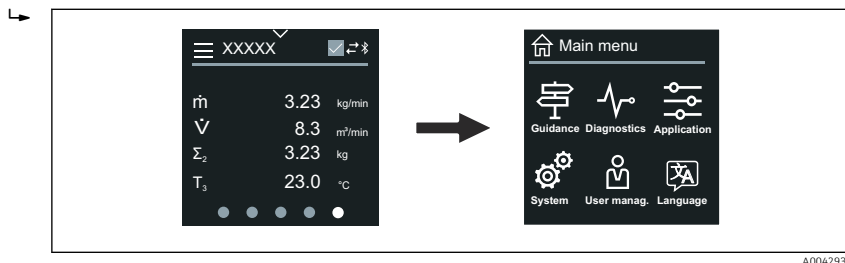 XXXXX
ṁ 3.23 kg/min
V̇ 8.3 m³/min
Σ₂ 3.23 kg
T₃ 23.0 °C
Main menu
Guidance Diagnostics Application
System User manag. Language
A004293